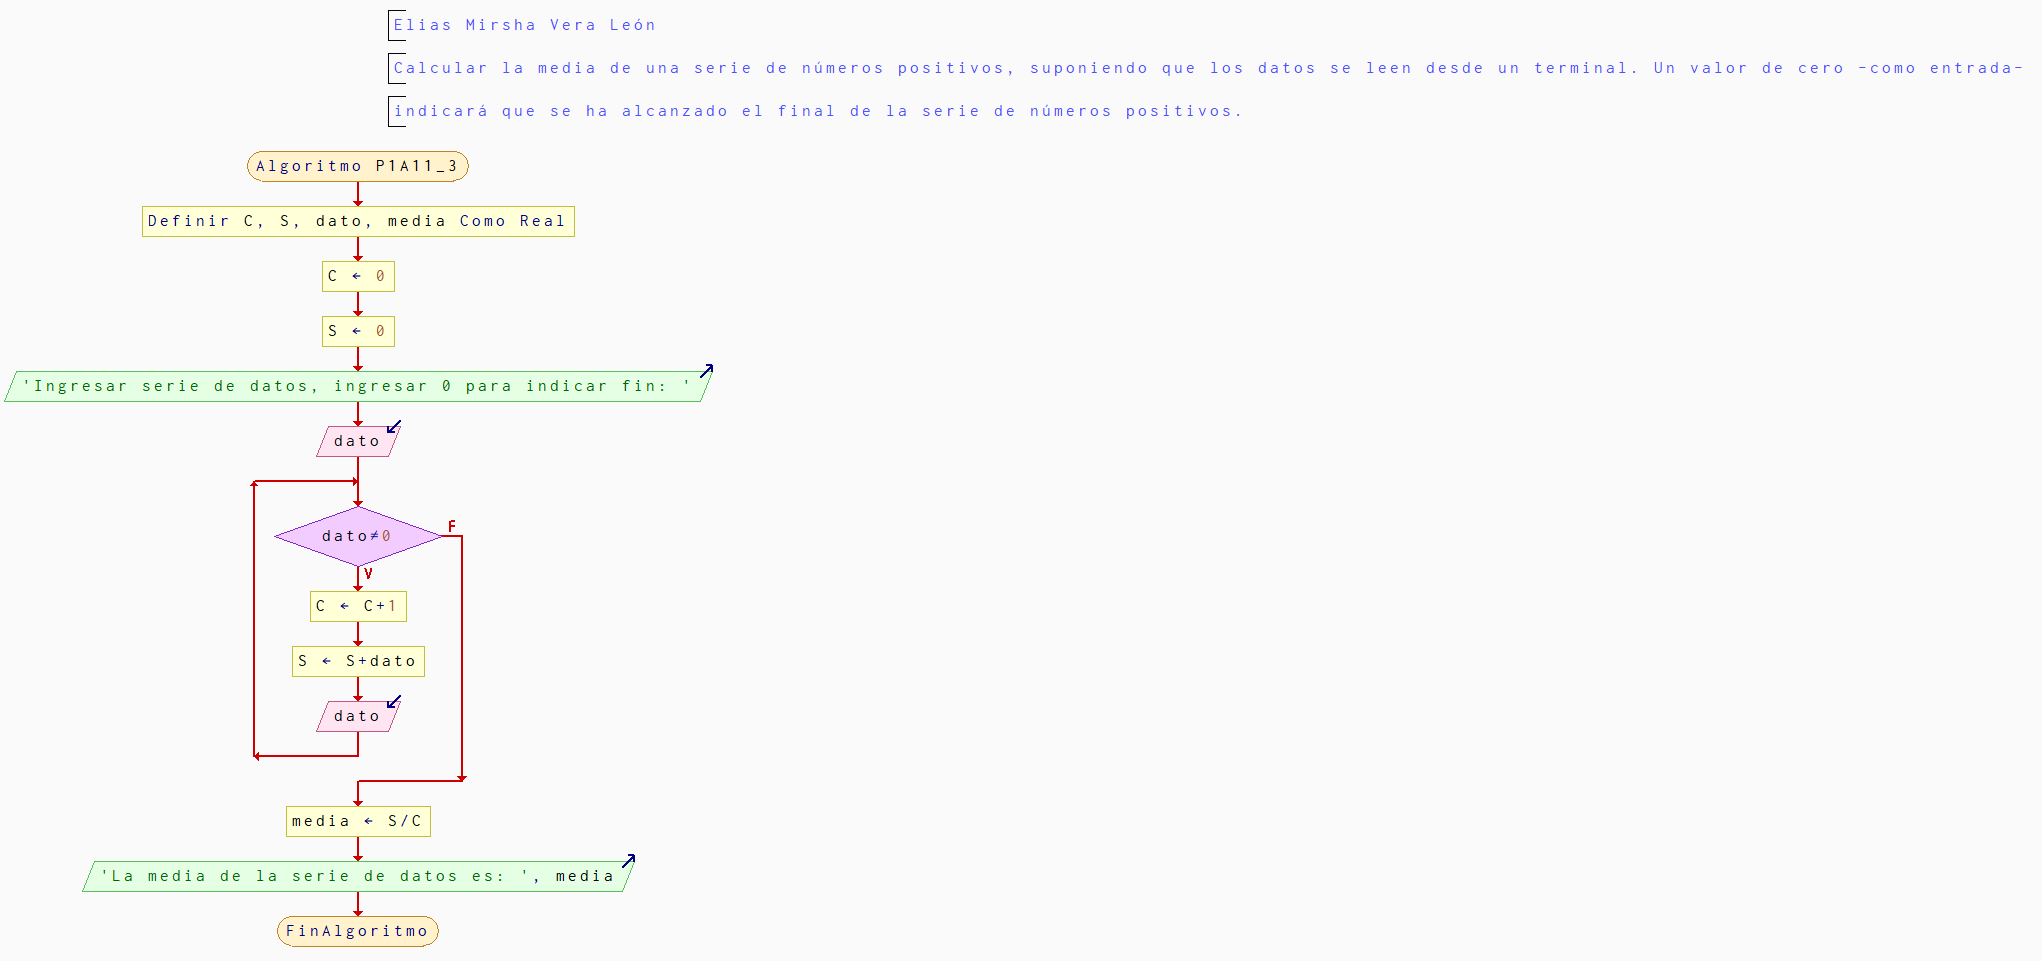 Elias Mirsha Vera León
Calcular la media de una serie de números positivos, suponiendo que los datos se leen desde un terminal. Un valor de cero -como entrada-
indicará que se ha alcanzado el final de la serie de números positivos.
Algoritmo P1A11_3
Definir C, S, dato, media Como Real
C ← 0
S ← 0
'Ingresar serie de datos, ingresar 0 para indicar fin: '
dato
dato≠0
F
V
C ← C+1
S ← S+dato
dato
media ← S/C
'La media de la serie de datos es: ', media
FinAlgoritmo